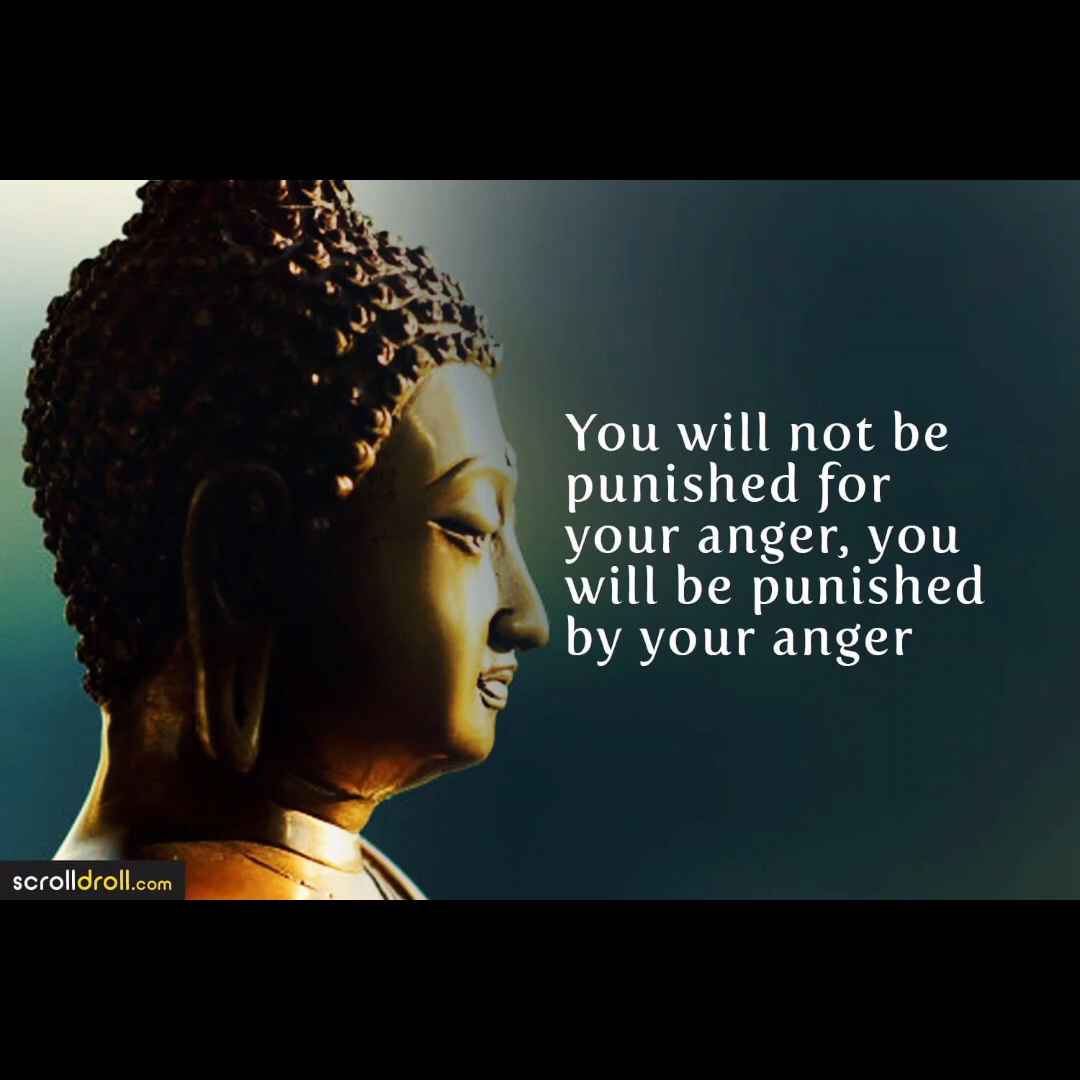 You will not be
punished for
your anger, you
will be punished
by your anger
scrolldroll.com